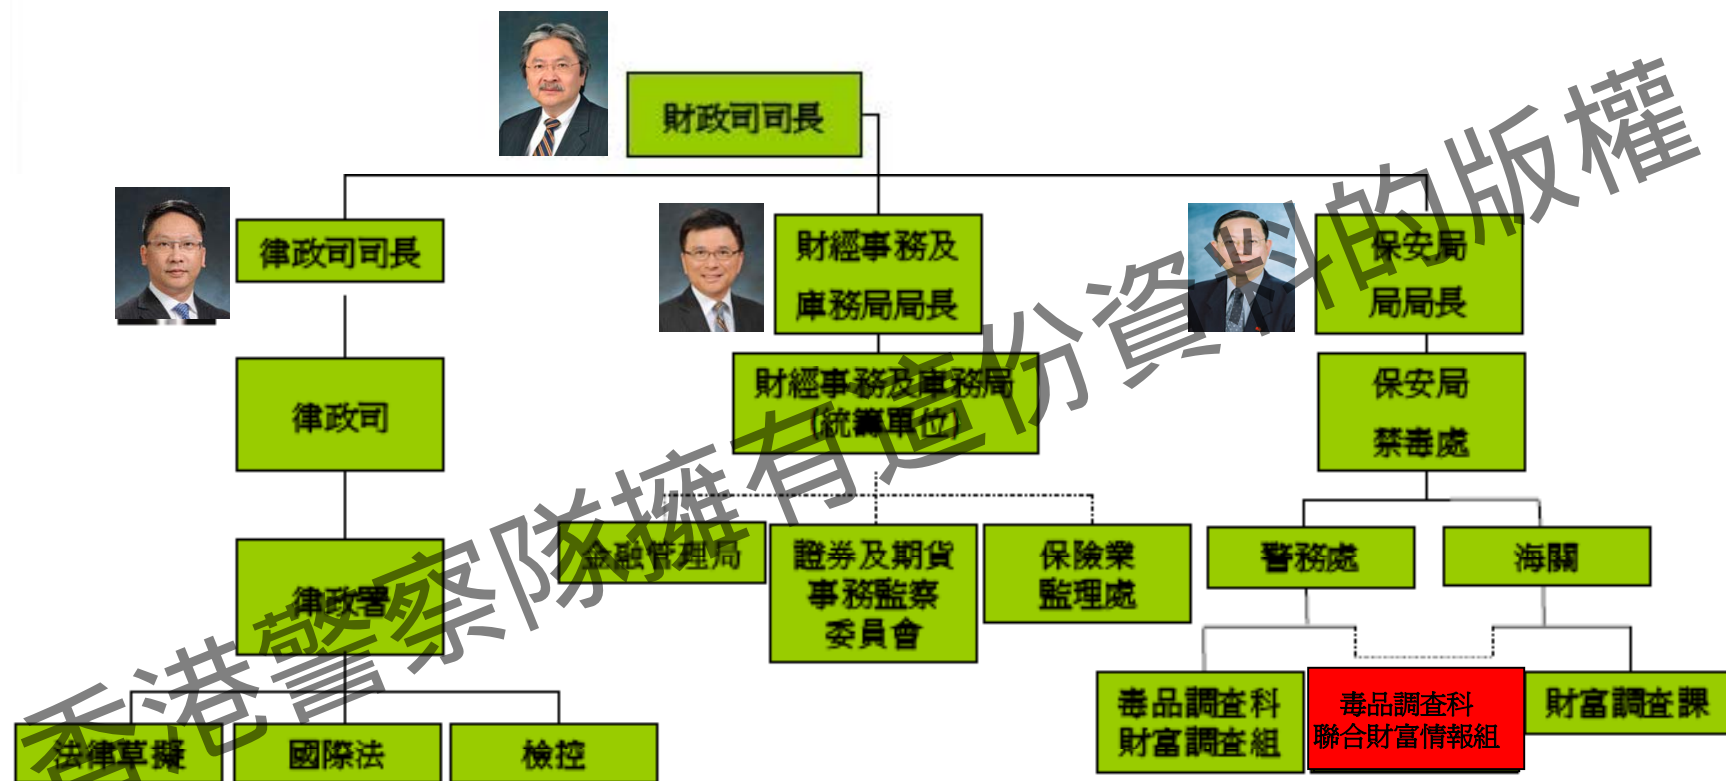 財政司司長
律政司司長
財經事務及
庫務局局長
保安局
局局長
律政司
財經事務及庫務局
(統籌單位)
保安局
禁毒處
律政署
金融管理局
證券及期貨
事務監察
委員會
保險業
監理處
警務處
海關
毒品調查科
財富調查組
毒品調查科
聯合財富情報組
財富調查課
法律草擬
國際法
檢控
香港警察隊擁有這份資料的版權